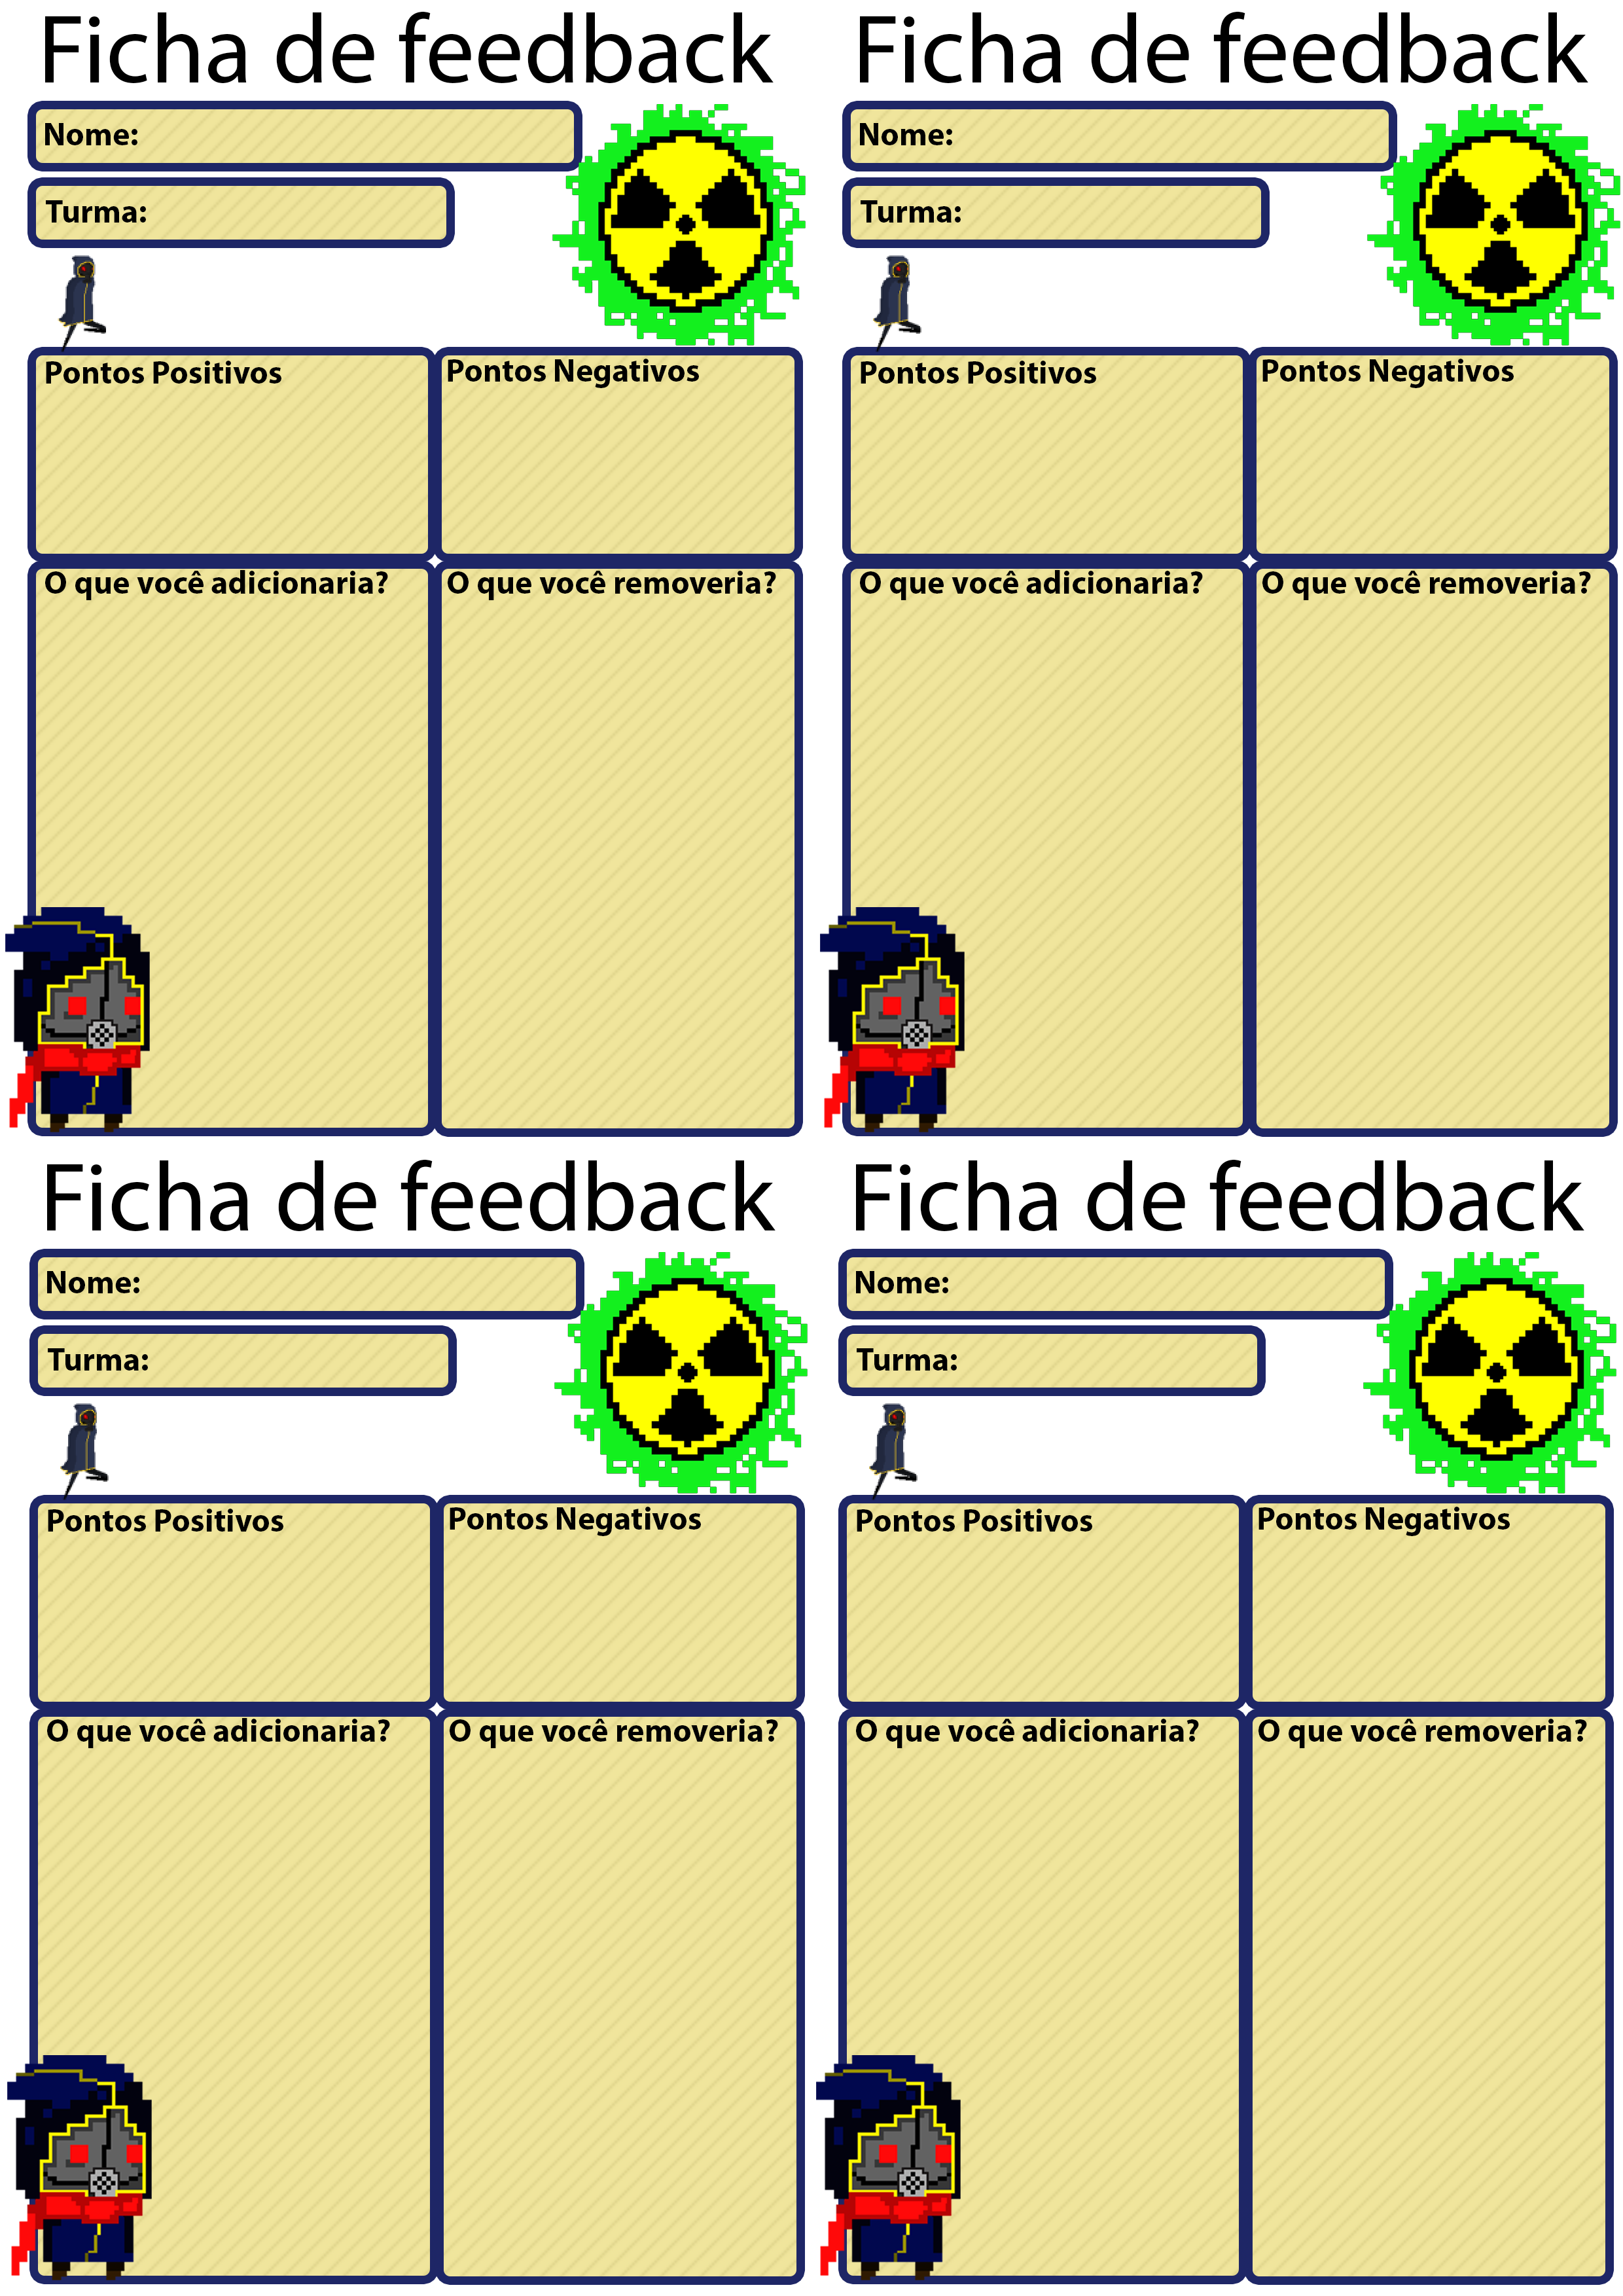 Ficha de feedback
Nome:
Turma:
Pontos Positivos
Pontos Negativos
O que você adicionaria?
O que você removeria?
Ficha de feedback
Nome:
Turma:
Pontos Positivos
Pontos Negativos
O que você adicionaria?
O que você removeria?
Ficha de feedback
Nome:
Turma:
Pontos Positivos
Pontos Negativos
O que você adicionaria?
O que você removeria?
Ficha de feedback
Nome:
Turma:
Pontos Positivos
Pontos Negativos
O que você adicionaria?
O que você removeria?